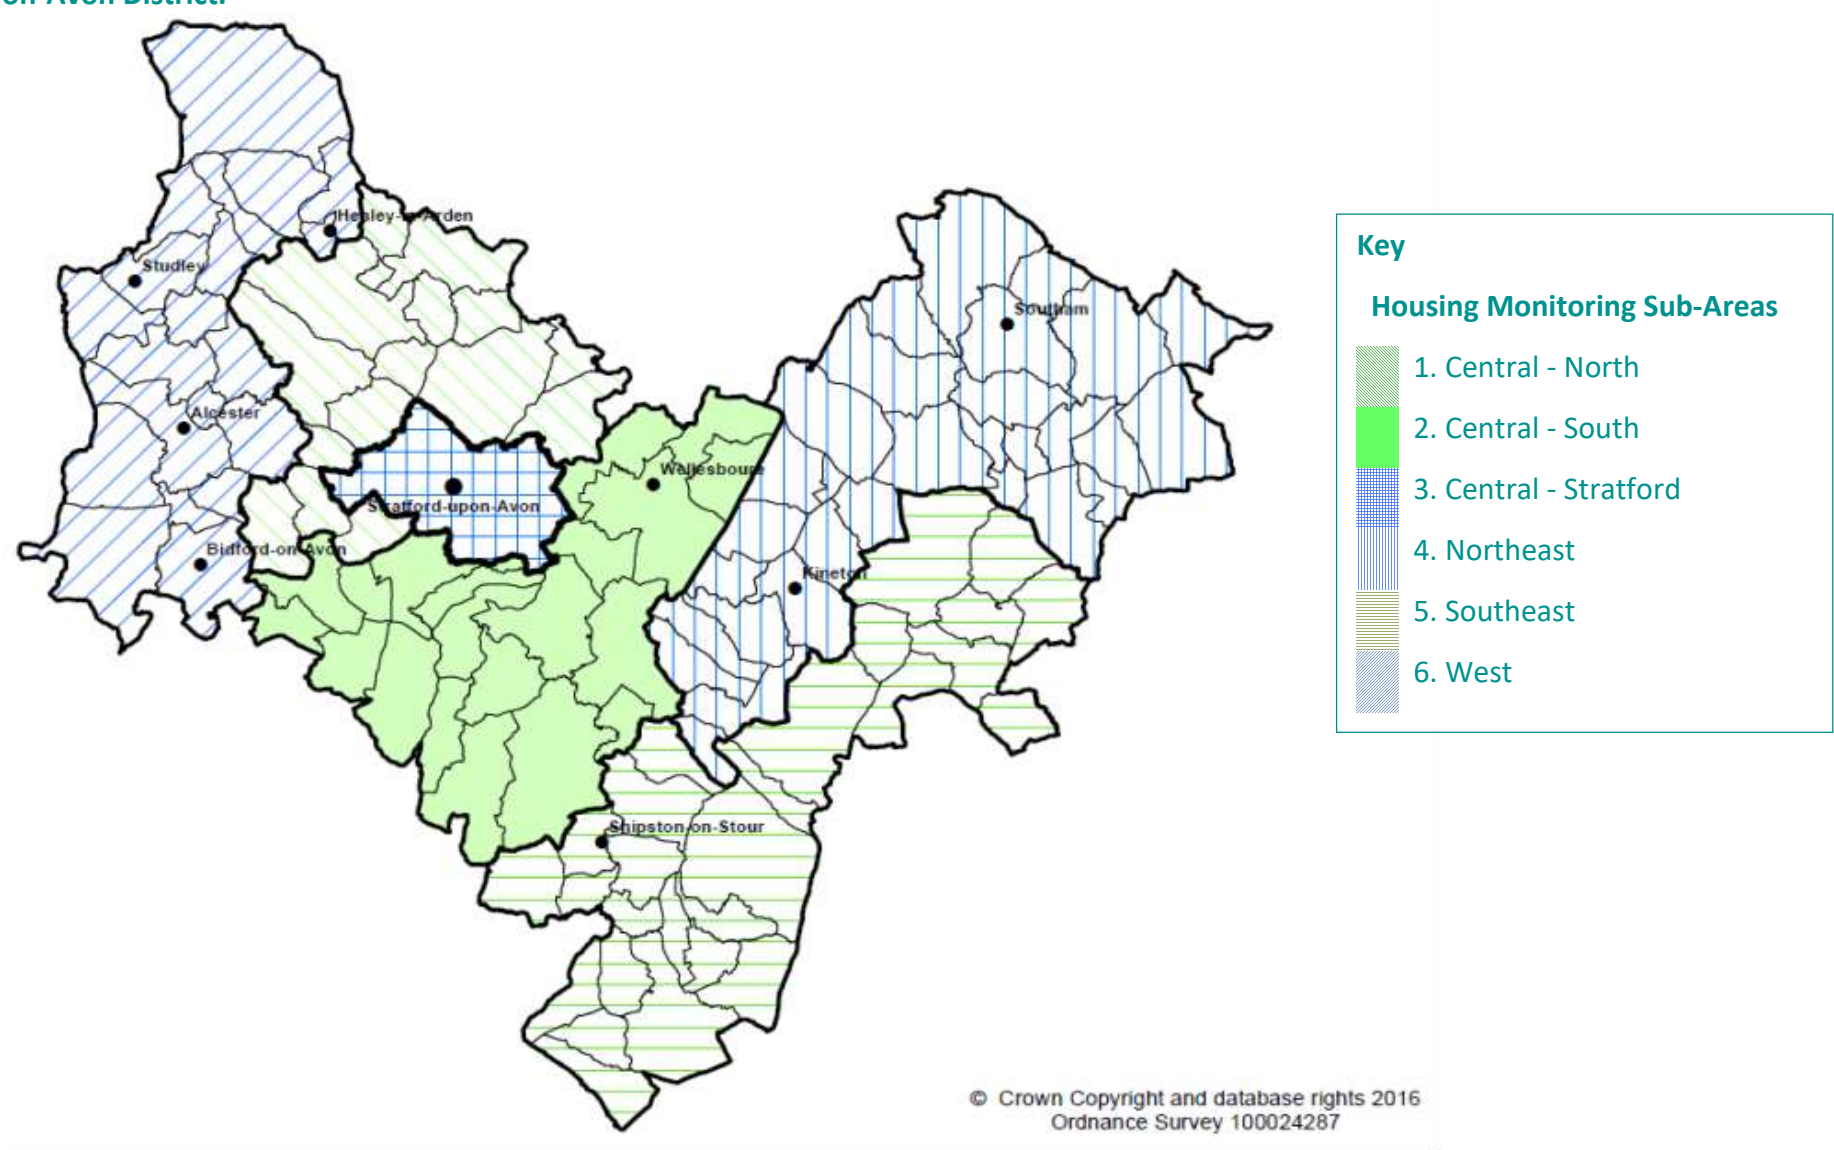 on-Avon District.
Henley-in-Arden
Studley
Southam
Alcester
Wellesbourne
Stratford-upon-Avon
Bidford-on-Avon
Kineton
Shipston-on-Stour
Key
Housing Monitoring Sub-Areas
1. Central - North
2. Central - South
3. Central - Stratford
4. Northeast
5. Southeast
6. West
© Crown Copyright and database rights 2016
Ordnance Survey 100024287